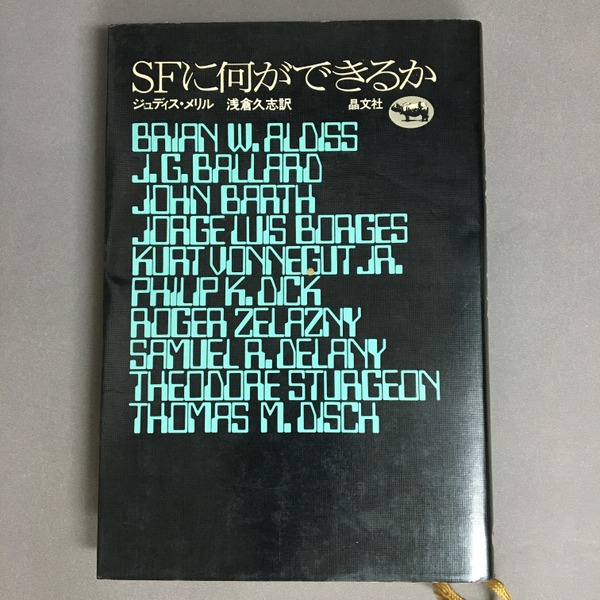 SFに何ができるか
ジュディス・メリル 浅倉久志訳 晶文社
BRIAN W. ALDISS
J. G. BALLARD
JOHN BARTH
JORGE LUIS BORGES
KURT VONNEGUT JR.
PHILIP K. DICK
ROGER ZELAZNY
SAMUEL R. DELANY
THEODORE STURGEON
THOMAS M. DISCH